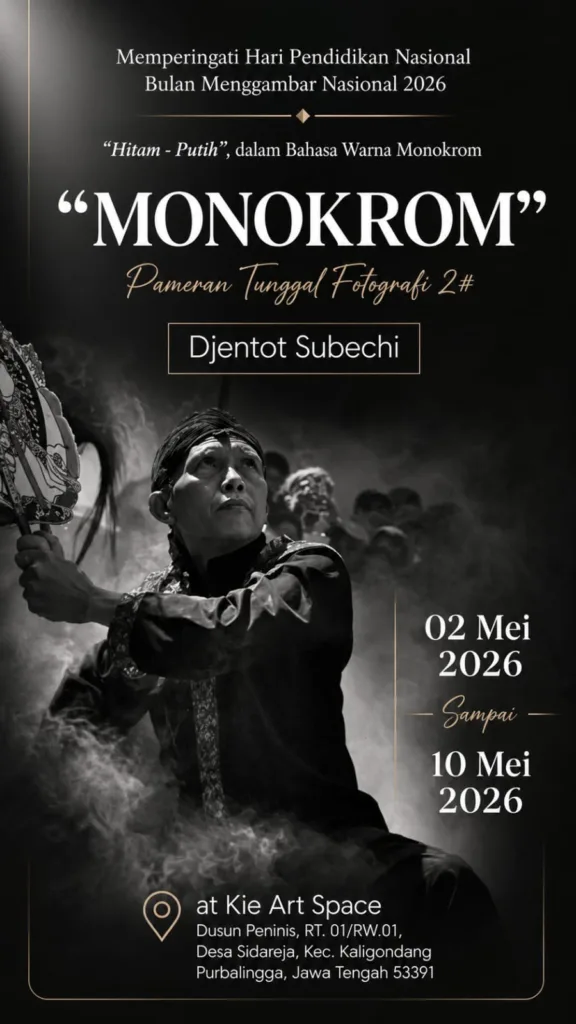 Memperingati Hari Pendidikan Nasional
Bulan Menggambar Nasional 2026
“Hitam - Putih”, dalam Bahasa Warna Monokrom
“MONOKROM”
Pameran Tunggal Fotografi 2#
Djentot Subechi
02 Mei
2026
Sampai
10 Mei
2026
at Kie Art Space
Dusun Peninis, RT. 01/RW.01,
Desa Sidareja, Kec. Kaligondang
Purbalingga, Jawa Tengah 53391